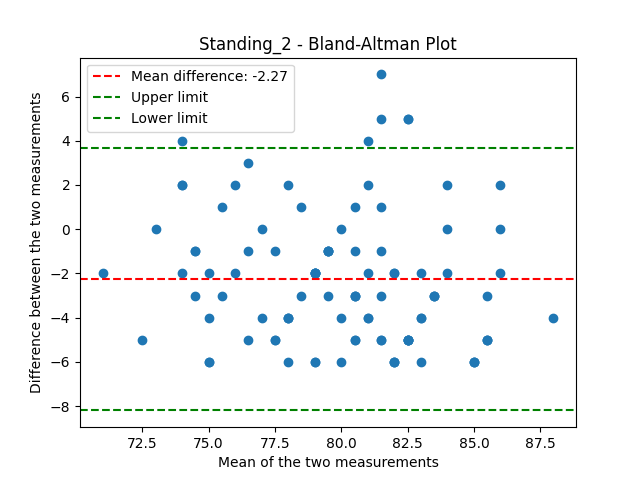 Standing_2 - Bland-Altman Plot
Mean difference: -2.27
Upper limit
Lower limit
Difference between the two measurements
6
4
2
0
−2
−4
−6
−8
72.5 75.0 77.5 80.0 82.5 85.0 87.5
Mean of the two measurements